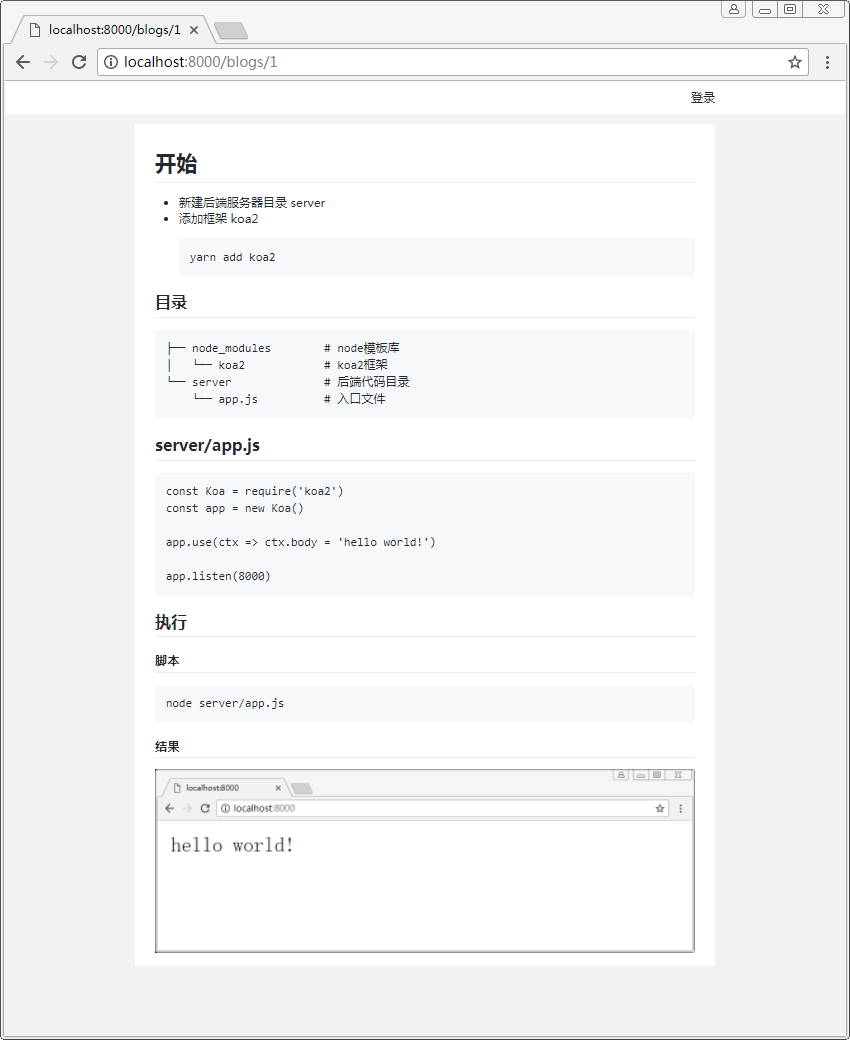 localhost:8000/blogs/1
localhost:8000/blogs/1
登录
开始
新建后端服务器目录 server
添加框架 koa2
yarn add koa2
目录
├── node_modules        # node模板库
│   └── koa2            # koa2框架
└── server              # 后端代码目录
    └── app.js          # 入口文件
server/app.js
const Koa = require('koa2')
const app = new Koa()
app.use(ctx => ctx.body = 'hello world!')
app.listen(8000)
执行
脚本
node server/app.js
结果
localhost:8000
localhost:8000
hello world!